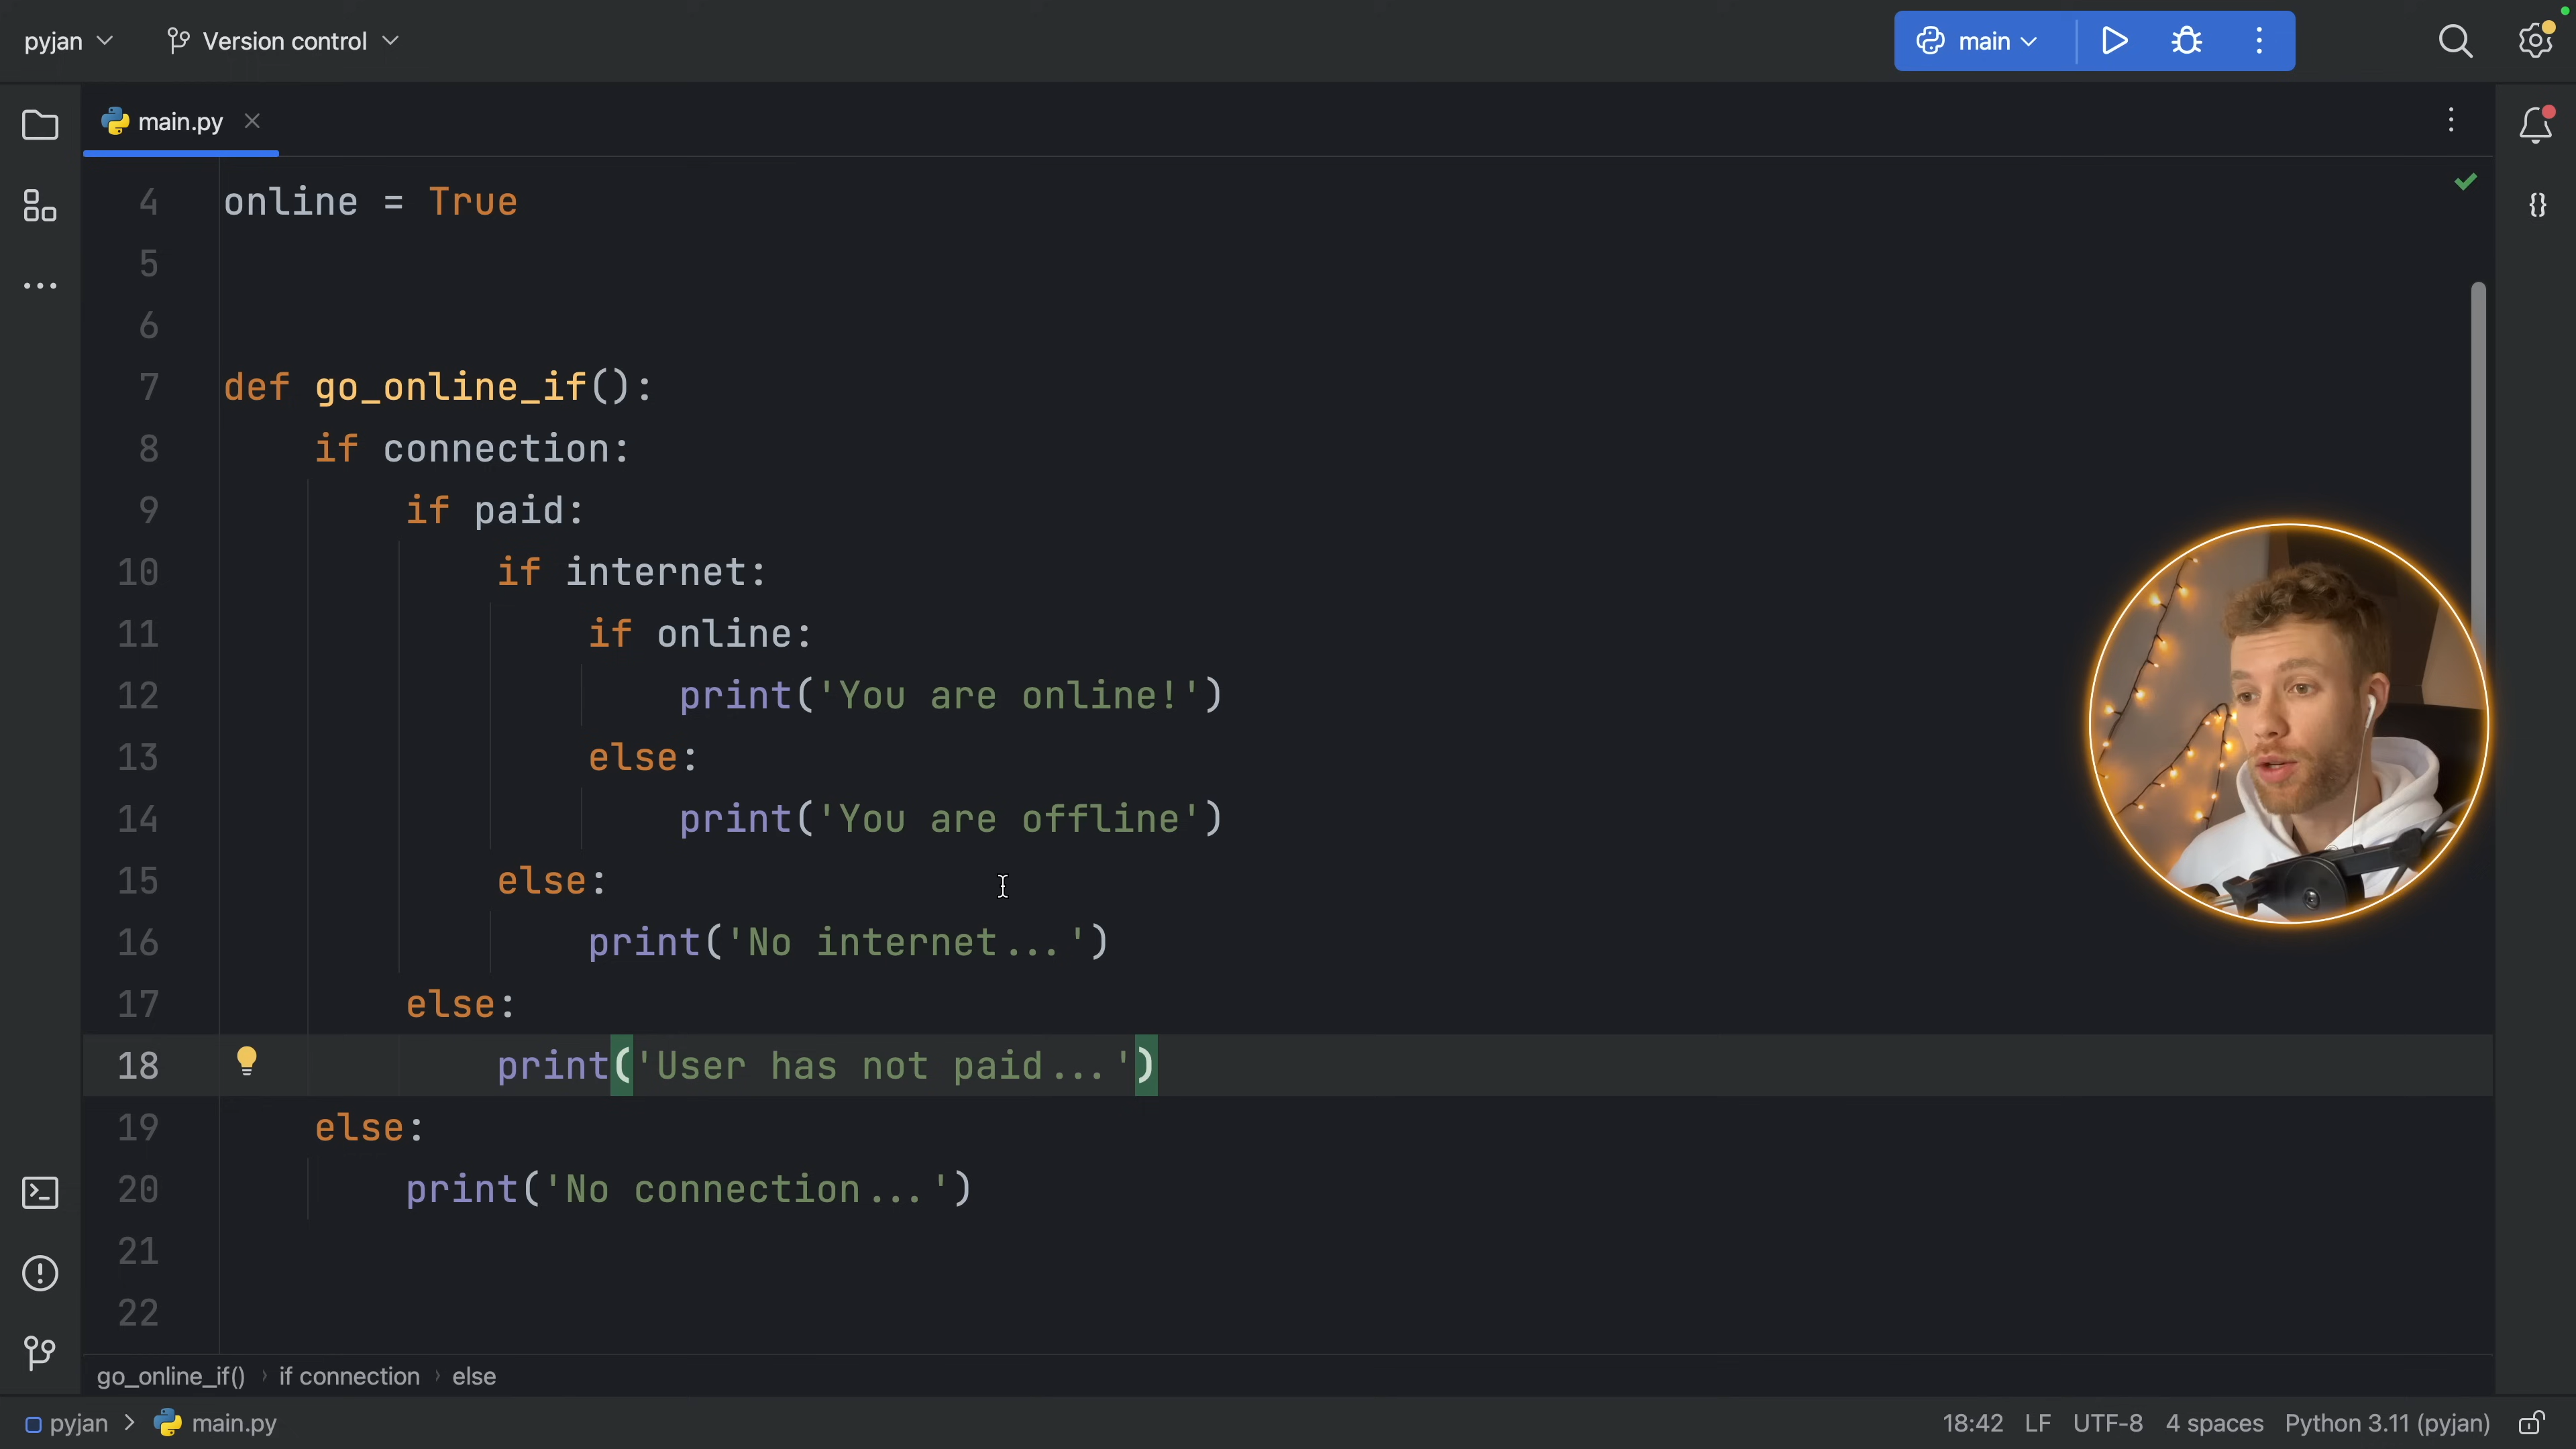 pyjan
Version control
main
main.py
4 online = True
5
6
7 def go_online_if():
8 if connection:
9 if paid:
10 if internet:
11 if online:
12 print('You are online!')
13 else:
14 print('You are offline')
15 else:
16 print('No internet...')
17 else:
18 print('User has not paid...')
19 else:
20 print('No connection...')
21
22
go_online_if() › if connection › else
pyjan > main.py
18:42 LF UTF-8 4 spaces Python 3.11 (pyjan)